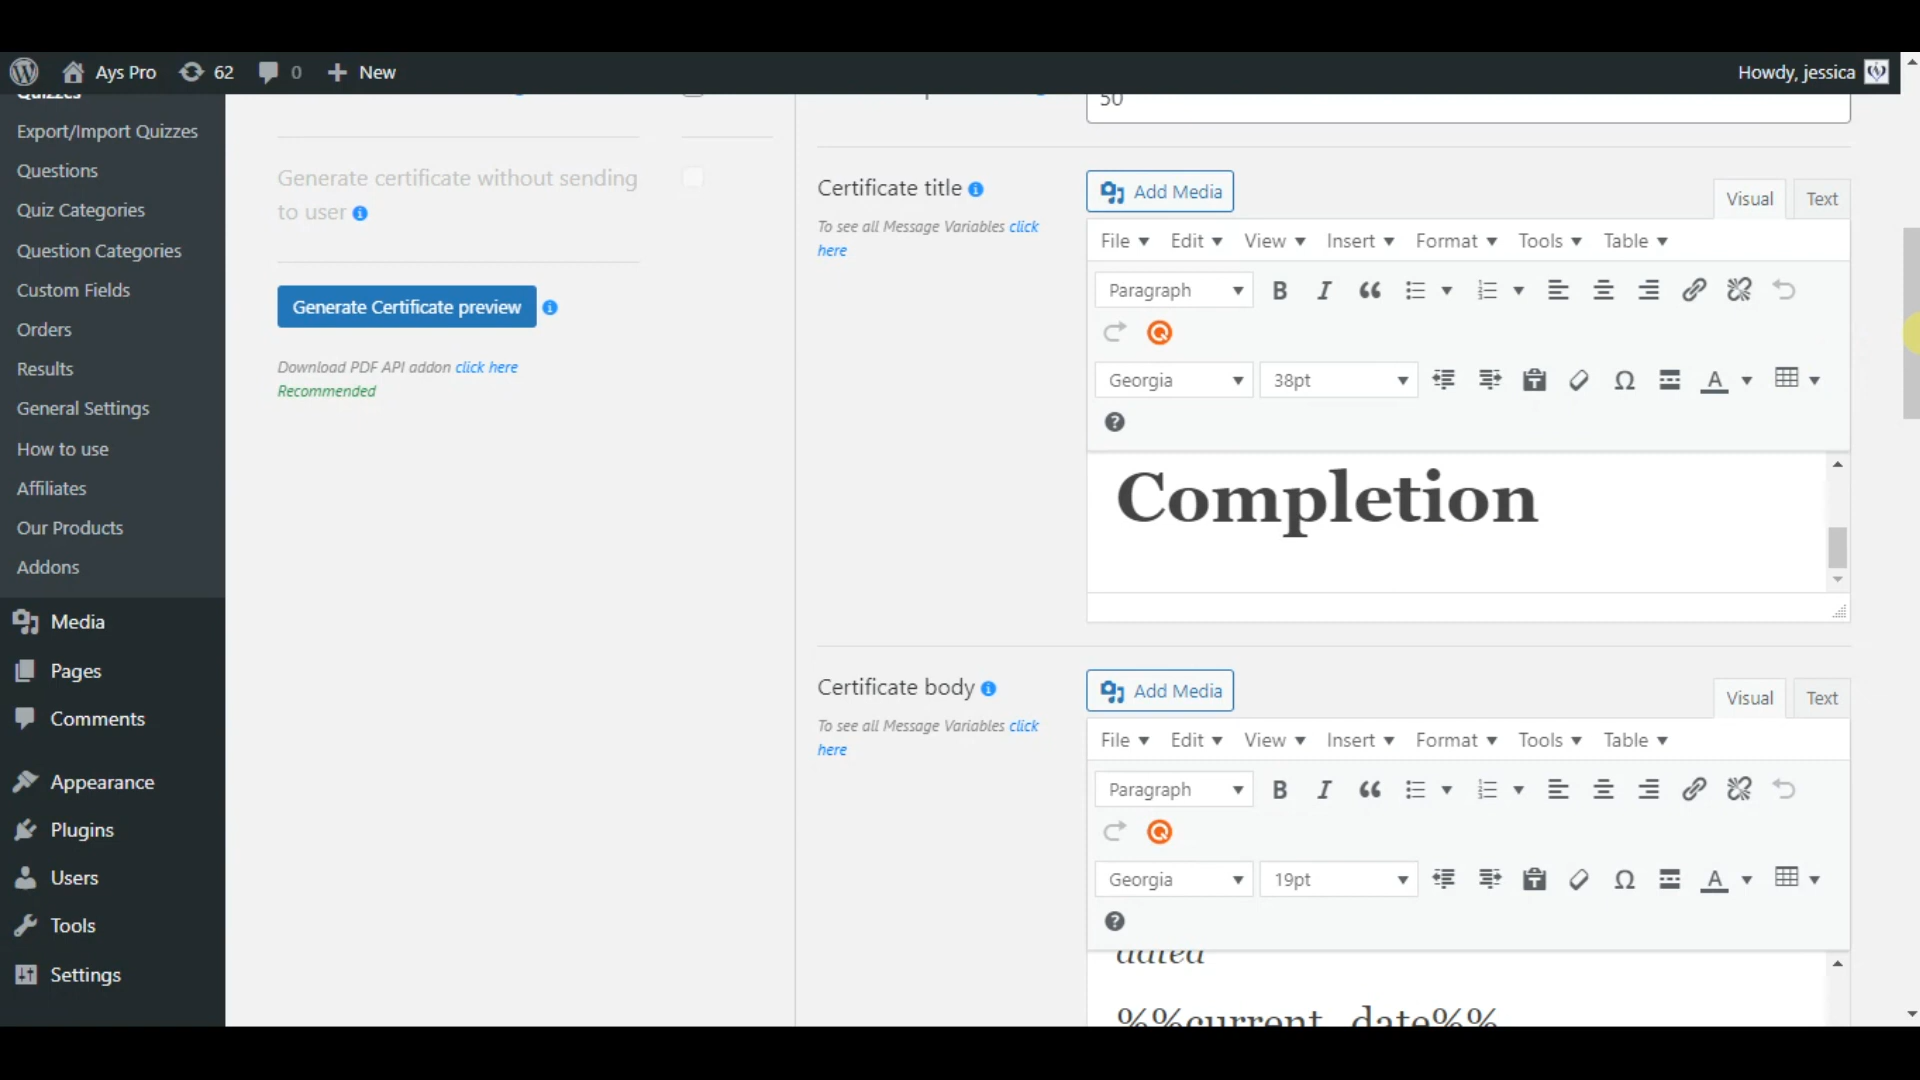 Ays Pro 62 0 New Howdy, jessica
Quizzes
Export/Import Quizzes
Questions
Quiz Categories
Question Categories
Custom Fields
Orders
Results
General Settings
How to use
Affiliates
Our Products
Addons
Media
Pages
Comments
Appearance
Plugins
Users
Tools
Settings
Generate certificate without sending
to user
Generate Certificate preview
Download PDF API addon click here
Recommended
50
Certificate title
To see all Message Variables click
here
Add Media
Visual Text
File Edit View Insert Format Tools Table
Paragraph
Georgia 38pt
Completion
Certificate body
To see all Message Variables click
here
Add Media
Visual Text
File Edit View Insert Format Tools Table
Paragraph
Georgia 19pt
dated
%%current_date%%